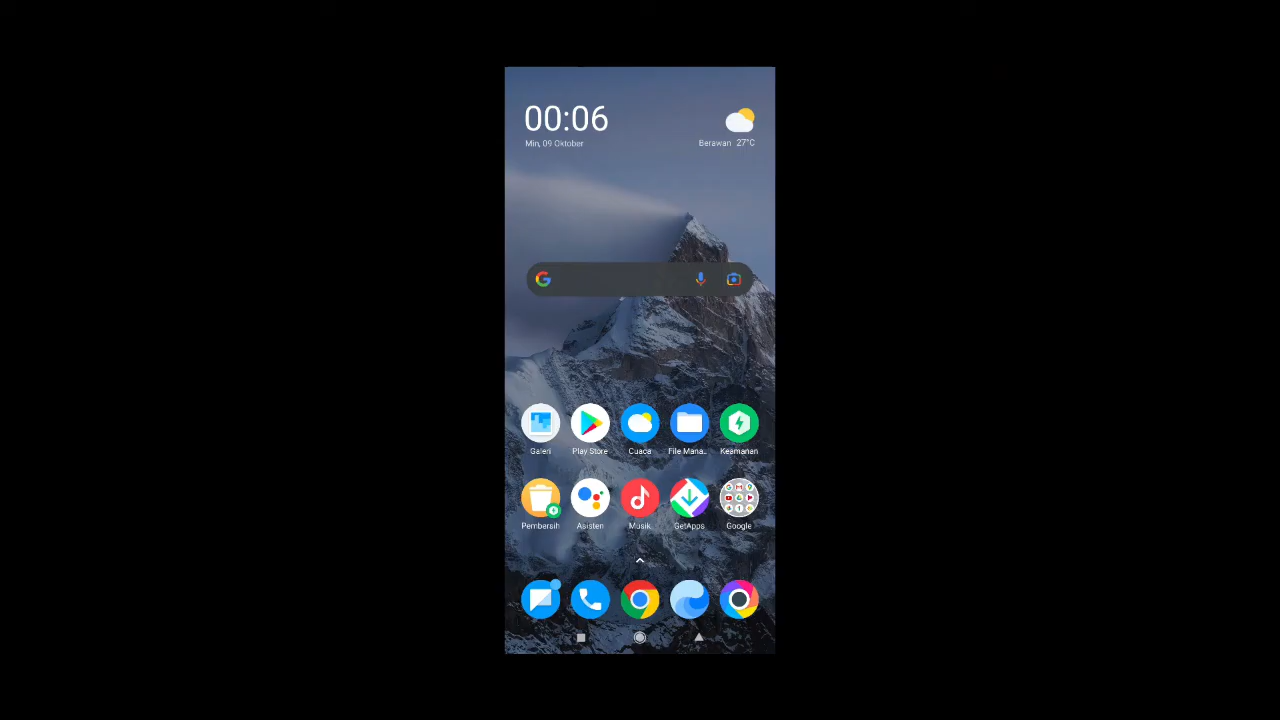 00:06
Min, 09 Oktober
Berawan 27°C
Galeri
Play Store
Cuaca
File Mana..
Keamanan
Pembersih
Asisten
Musik
GetApps
Google